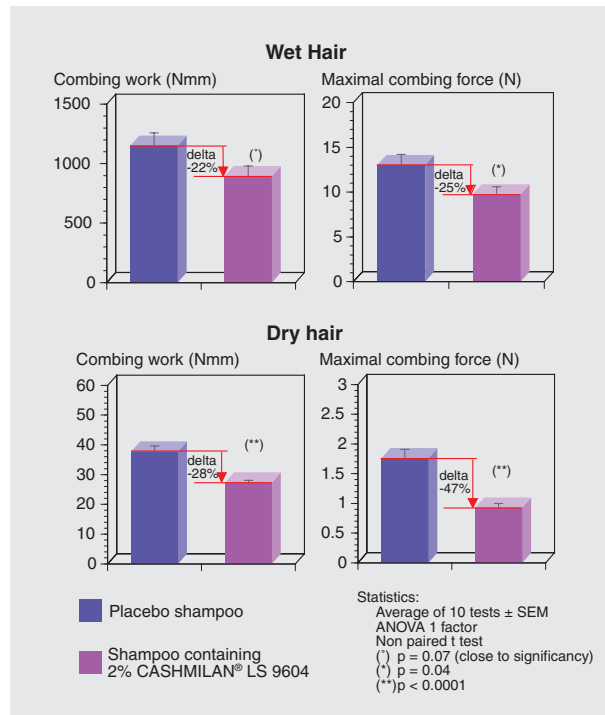 Wet Hair
Combing work (Nmm)
Maximal combing force (N)
1500
1000
500
0
delta
-22%
(°)
20
15
10
5
0
delta
-25%
(*)
Dry hair
Combing work (Nmm)
Maximal combing force (N)
60
50
40
30
20
10
0
delta
-28%
(**)
3
2.5
2
1.5
1
0.5
0
delta
-47%
(**)
Placebo shampoo
Shampoo containing
2% CASHMILAN® LS 9604
Statistics:
Average of 10 tests ± SEM
ANOVA 1 factor
Non paired t test
(°) p = 0.07 (close to significancy)
(*) p = 0.04
(**)p < 0.0001